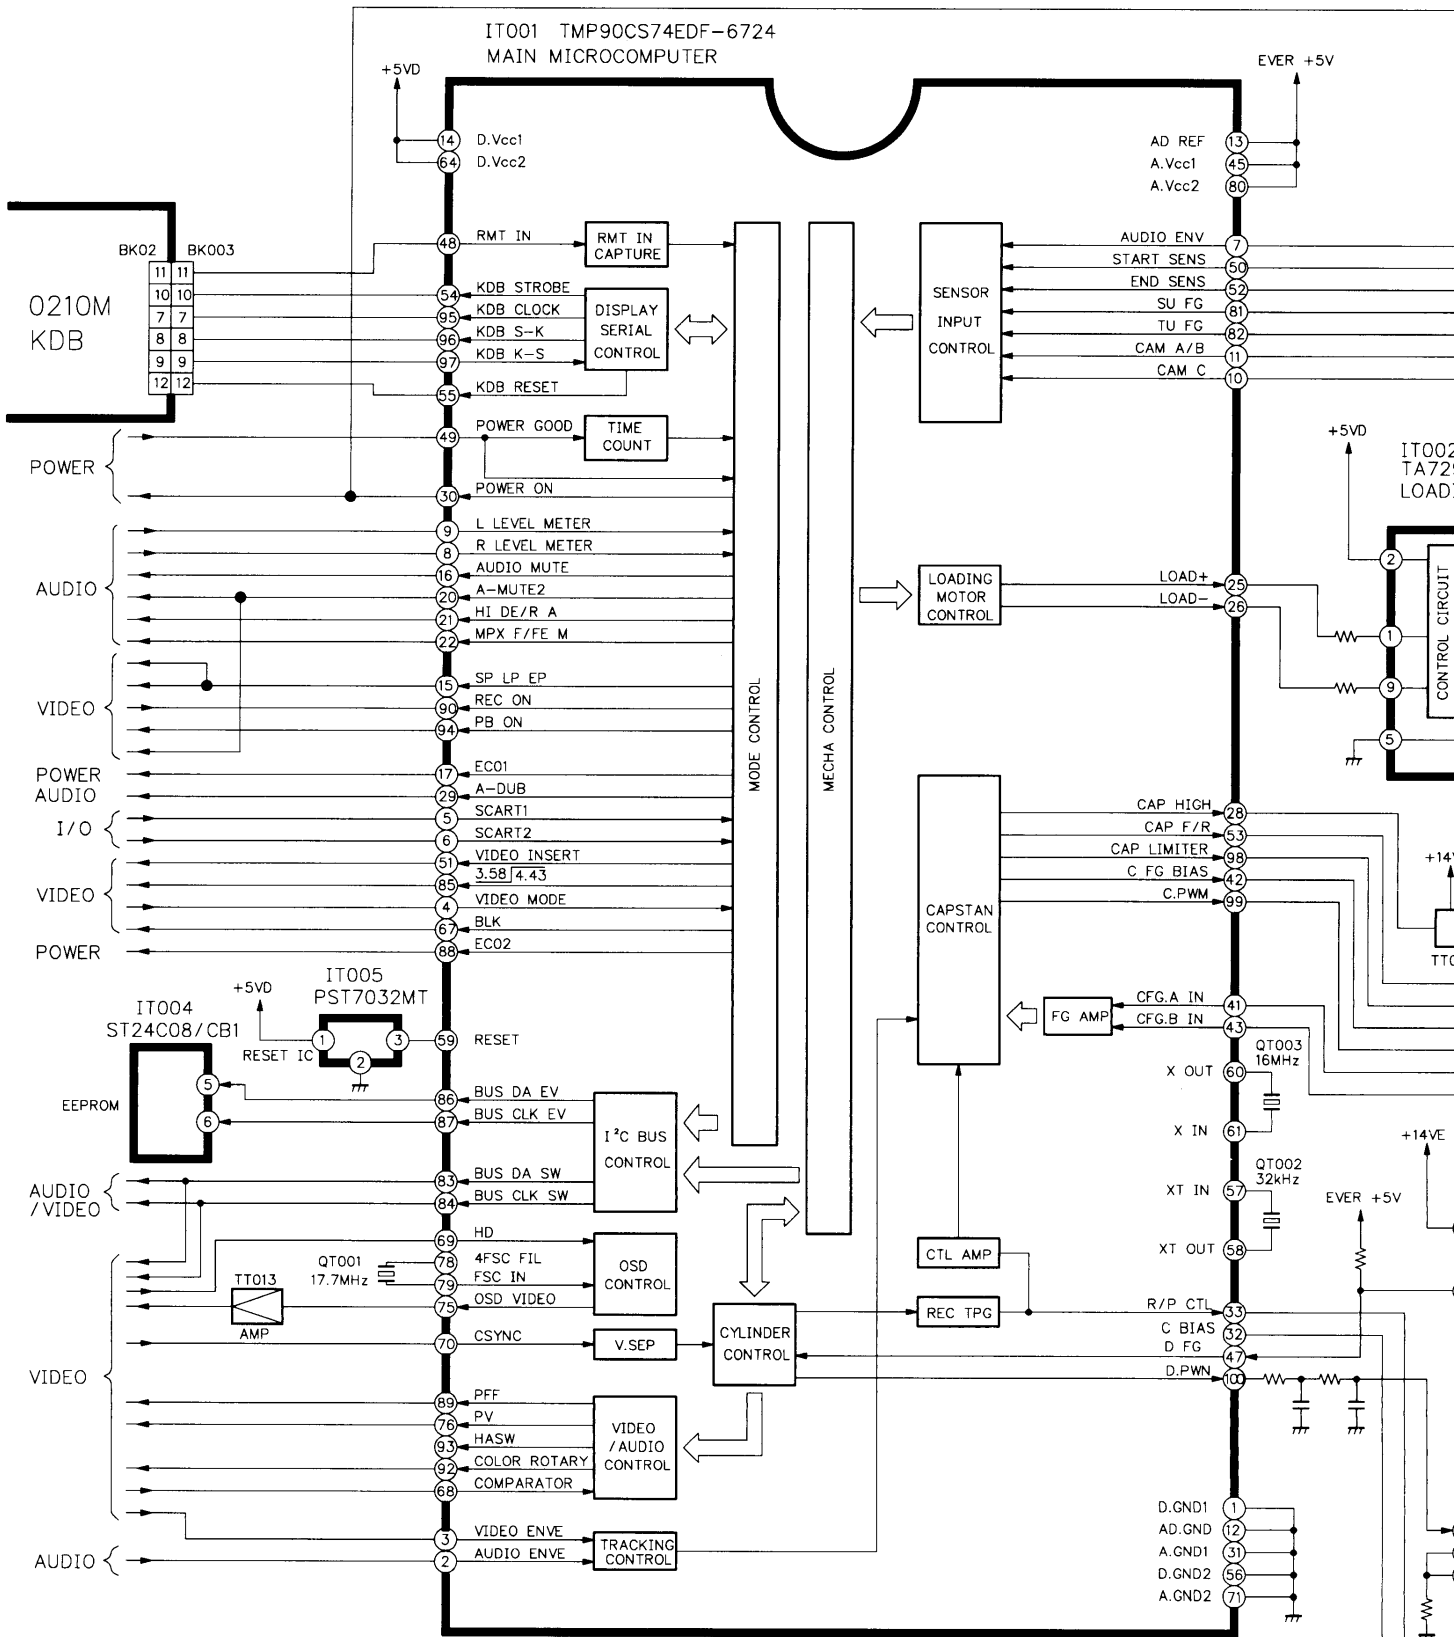 IT001 TMP90CS74EDF-6724
MAIN MICROCOMPUTER
+5VD
EVER +5V
14 D.Vcc1
64 D.Vcc2
AD REF 13
A.Vcc1 45
A.Vcc2 80
BK02 BK003
O210M
KDB
11 11
10 10
7 7
8 8
9 9
12 12
48 RMT IN
RMT IN
CAPTURE
54 KDB STROBE
95 KDB CLOCK
96 KDB S-K
97 KDB K-S
55 KDB RESET
DISPLAY
SERIAL
CONTROL
POWER
49 POWER GOOD
TIME
COUNT
30 POWER ON
AUDIO
9 L LEVEL METER
8 R LEVEL METER
16 AUDIO MUTE
20 A-MUTE2
21 HI DE/R A
22 MPX F/FE M
VIDEO
15 SP LP EP
90 REC ON
94 PB ON
POWER
17 ECO1
AUDIO
29 A-DUB
I/O
5 SCART1
6 SCART2
VIDEO
51 VIDEO INSERT
85 3.58 4.43
4 VIDEO MODE
67 BLK
POWER
88 ECO2
MODE CONTROL
MECHA CONTROL
SENSOR
INPUT
CONTROL
AUDIO ENV 7
START SENS 50
END SENS 52
SU FG 81
TU FG 82
CAM A/B 11
CAM C 10
+5VD
IT002
TA729
LOAD
CONTROL CIRCUIT
2
1
9
5
LOADING
MOTOR
CONTROL
LOAD+ 25
LOAD- 26
CAPSTAN
CONTROL
CAP HIGH 28
CAP F/R 53
CAP LIMITER 98
C FG BIAS 42
C.PWM 99
+14V
TT0
FG AMP
CFG.A IN 41
CFG.B IN 43
QT003
16MHz
X OUT 60
X IN 61
QT002
32kHz
XT IN 57
XT OUT 58
+14VE
EVER +5V
IT005
PST7032MT
+5VD
RESET IC
1
3
2
59 RESET
IT004
ST24C08/CB1
EEPROM
5
6
86 BUS DA EV
87 BUS CLK EV
83 BUS DA SW
84 BUS CLK SW
I²C BUS
CONTROL
AUDIO
/VIDEO
VIDEO
69 HD
78 4FSC FIL
79 FSC IN
75 OSD VIDEO
QT001
17.7MHz
TT013
AMP
OSD
CONTROL
70 CSYNC
V.SEP
CYLINDER
CONTROL
CTL AMP
REC TPG
R/P CTL 33
C BIAS 32
D FG 47
D.PWN 100
89 PFF
76 PV
93 HASW
92 COLOR ROTARY
68 COMPARATOR
VIDEO
/AUDIO
CONTROL
3 VIDEO ENVE
AUDIO
2 AUDIO ENVE
TRACKING
CONTROL
D.GND1 1
AD.GND 12
A.GND1 31
D.GND2 56
A.GND2 71